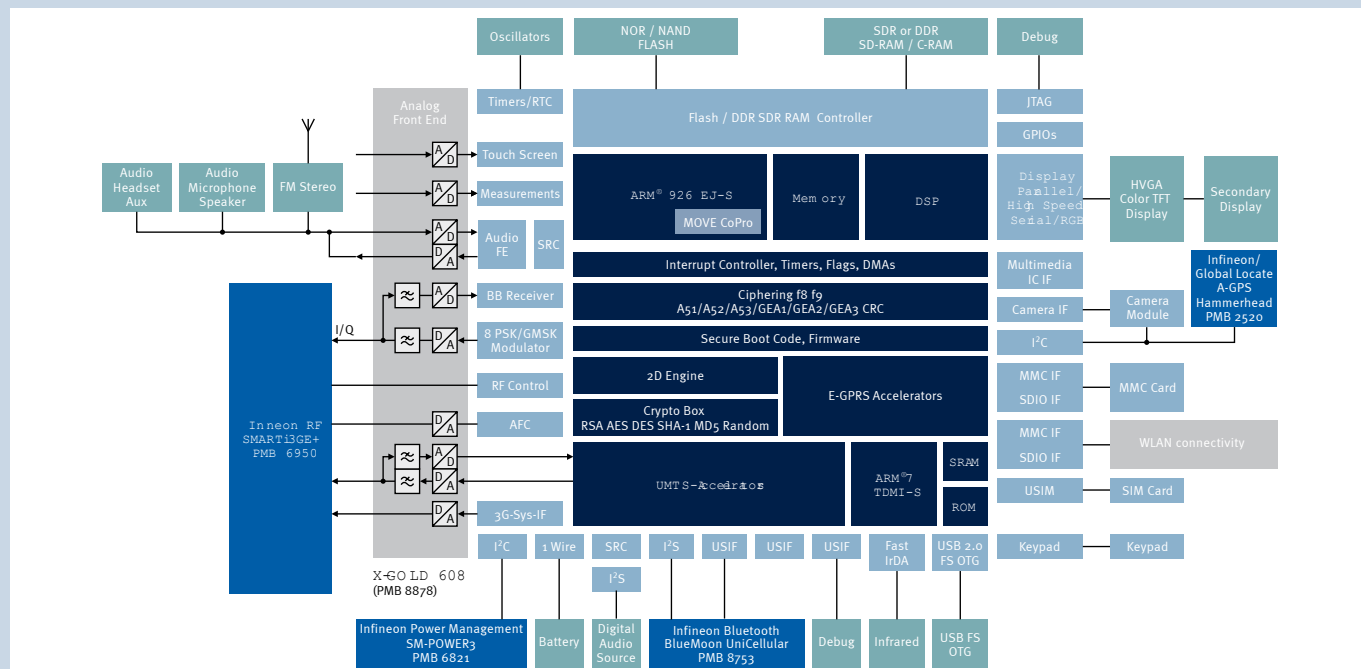 Oscillators
NOR / NAND
FLASH
SDR or DDR
SD-RAM / C-RAM
Debug
Analog
Front End
Timers/RTC
Flash / DDR SDR RAM Controller
JTAG
GPIOs
A
D
Touch Screen
Audio
Headset
Aux
Audio
Microphone
Speaker
FM Stereo
A
D
Measurements
ARM® 926 EJ-S
MOVE CoPro
Memory
DSP
Display
Parallel/
High Speed
Serial/RGB
HVGA
Color TFT
Display
Secondary
Display
A
D
D
A
Audio
FE
SRC
Interrupt Controller, Timers, Flags, DMAs
Multimedia
IC IF
Infineon/
Global Locate
A-GPS
Hammerhead
PMB 2520
A
D
BB Receiver
Ciphering f8 f9
A51/A52/A53/GEA1/GEA2/GEA3 CRC
Camera IF
Camera
Module
I/Q
D
A
8 PSK/GMSK
Modulator
Secure Boot Code, Firmware
I²C
RF Control
2D Engine
E-GPRS Accelerators
MMC IF
SDIO IF
MMC Card
Inneon RF
SMARTi3GE+
PMB 6950
D
A
AFC
Crypto Box
RSA AES DES SHA-1 MD5 Random
MMC IF
SDIO IF
WLAN connectivity
A
D
D
A
UMTS-Accelerators
ARM®7
TDMI-S
SRAM
ROM
USIM
SIM Card
D
A
3G-Sys-IF
I²C
1 Wire
SRC
I²S
I²S
USIF
USIF
USIF
Fast
IrDA
USB 2.0
FS OTG
Keypad
Keypad
X-GOLD 608
(PMB 8878)
Infineon Power Management
SM-POWER3
PMB 6821
Battery
Digital
Audio
Source
Infineon Bluetooth
BlueMoon UniCellular
PMB 8753
Debug
Infrared
USB FS
OTG